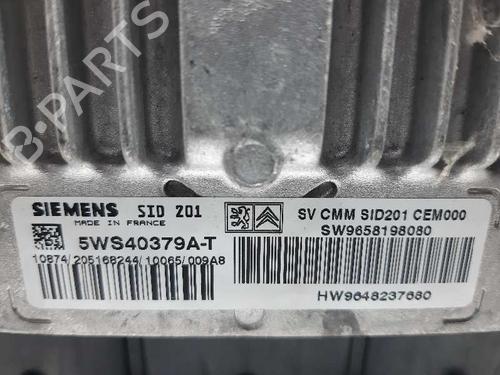 B-PARTS
SIEMENS SID 201
MADE IN FRANCE
5WS40379A-T
10874/205168244/10065/009A8
SV CMM SID201 CEM000
SW9658198080
HW9648237680